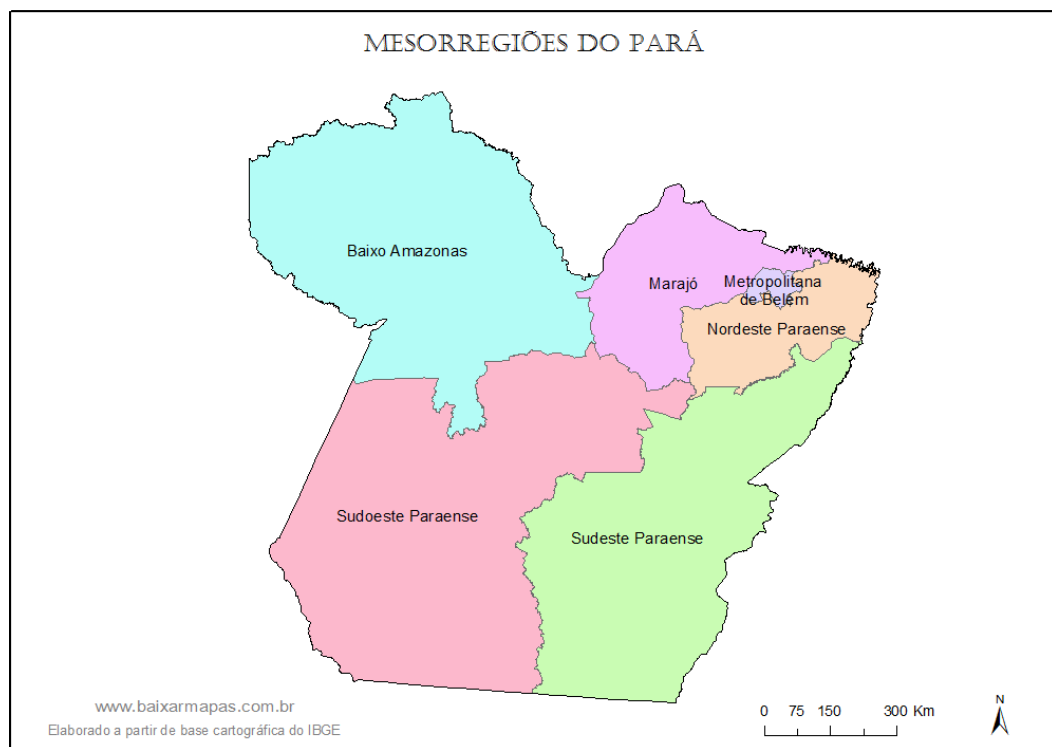 MESORREGIÕES DO PARÁ
Baixo Amazonas
Marajó
Metropolitana
de Belém
Nordeste Paraense
Sudoeste Paraense
Sudeste Paraense
www.baixarmapas.com.br
Elaborado a partir de base cartográfica do IBGE
0 75 150 300 Km
N